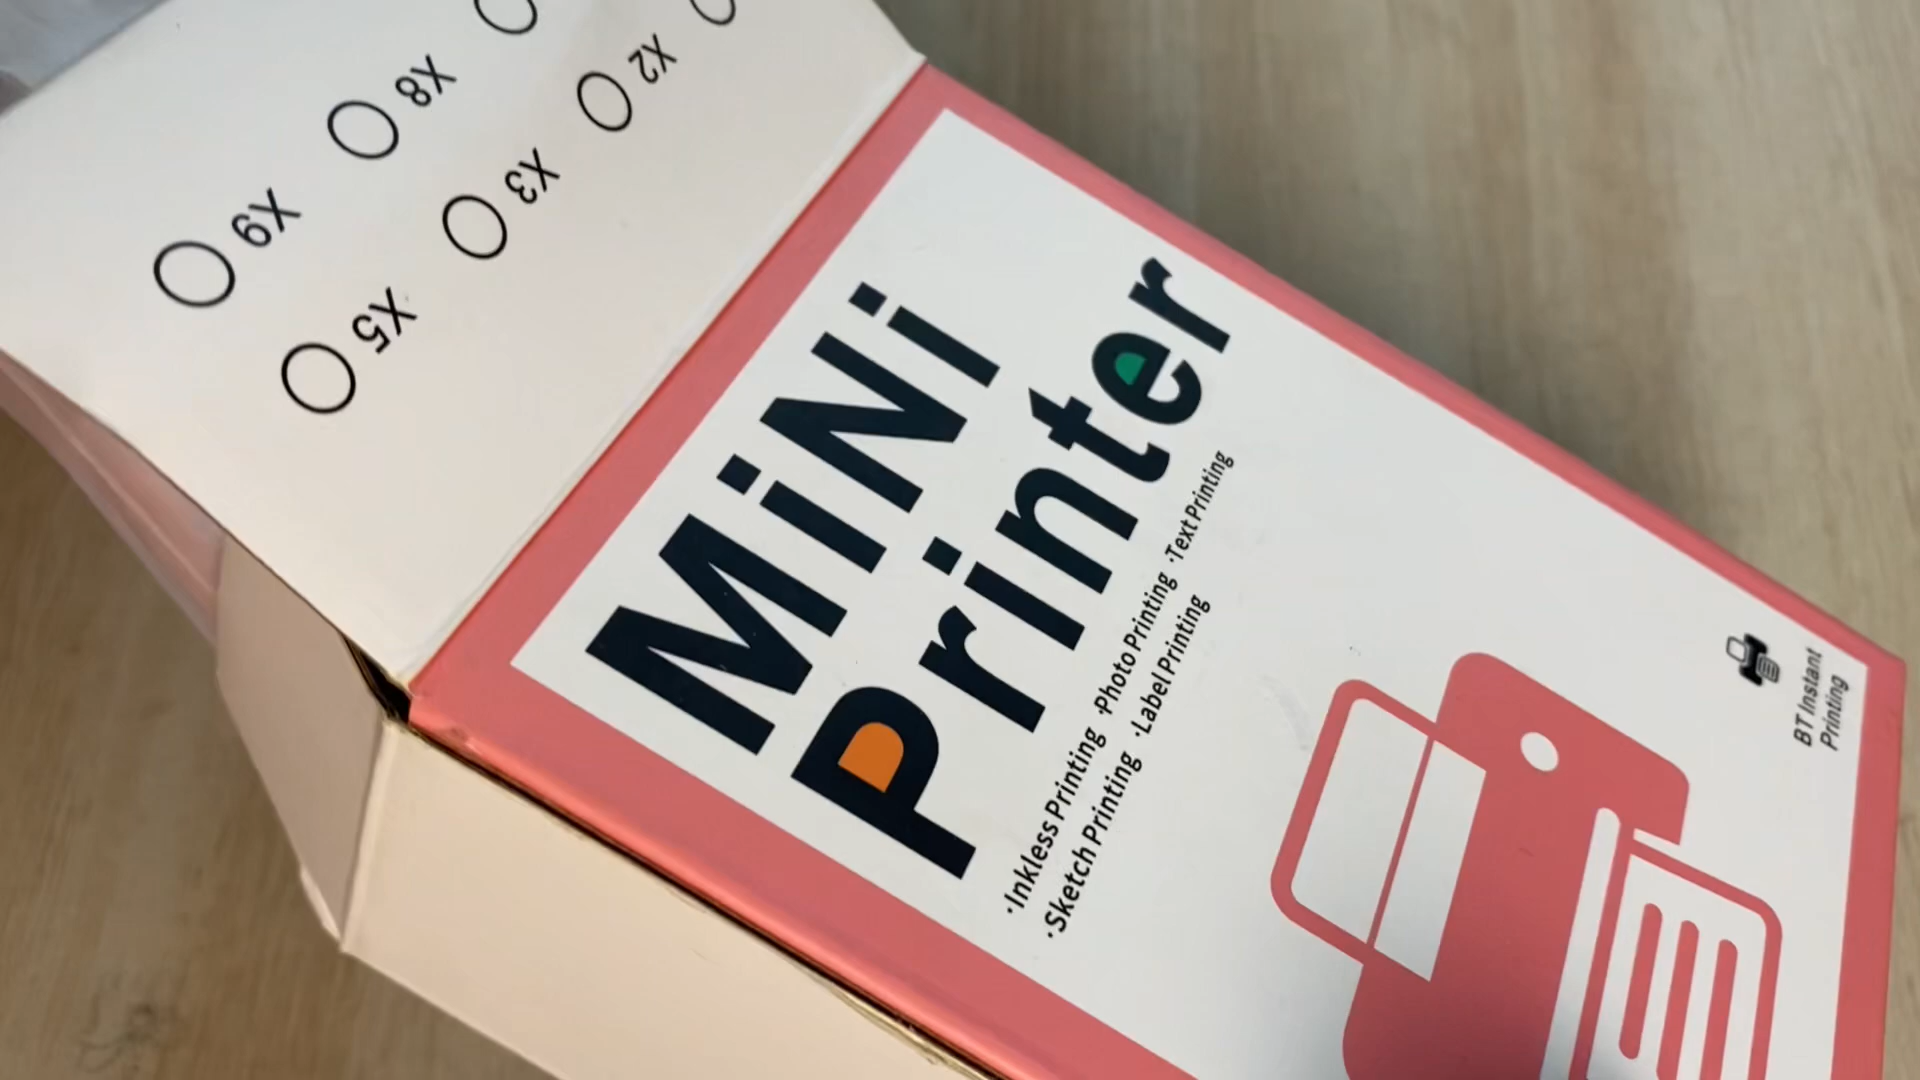 X2
X3
X5
X8
X9
MiNi
Printer
·Inkless Printing ·Photo Printing ·Text Printing
·Sketch Printing ·Label Printing
BT Instant
Printing